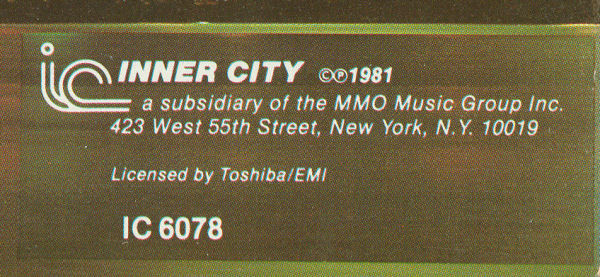 ic INNER CITY ©℗1981
a subsidiary of the MMO Music Group Inc.
423 West 55th Street, New York, N.Y. 10019
Licensed by Toshiba/EMI
IC 6078